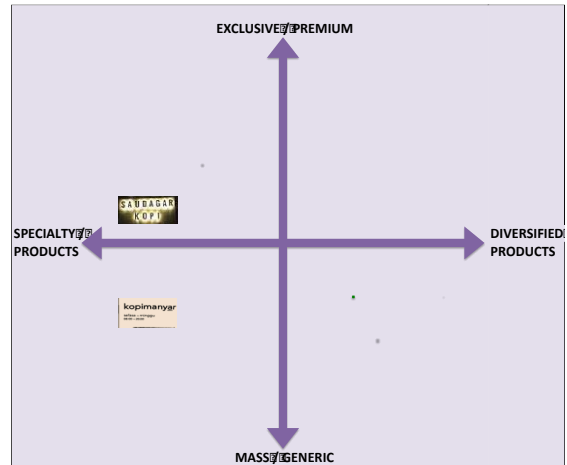 EXCLUSIVE / PREMIUM
SAUDAGAR
KOPI
SPECIALTY /
PRODUCTS
DIVERSIFIED
PRODUCTS
kopimanyar
MASS / GENERIC